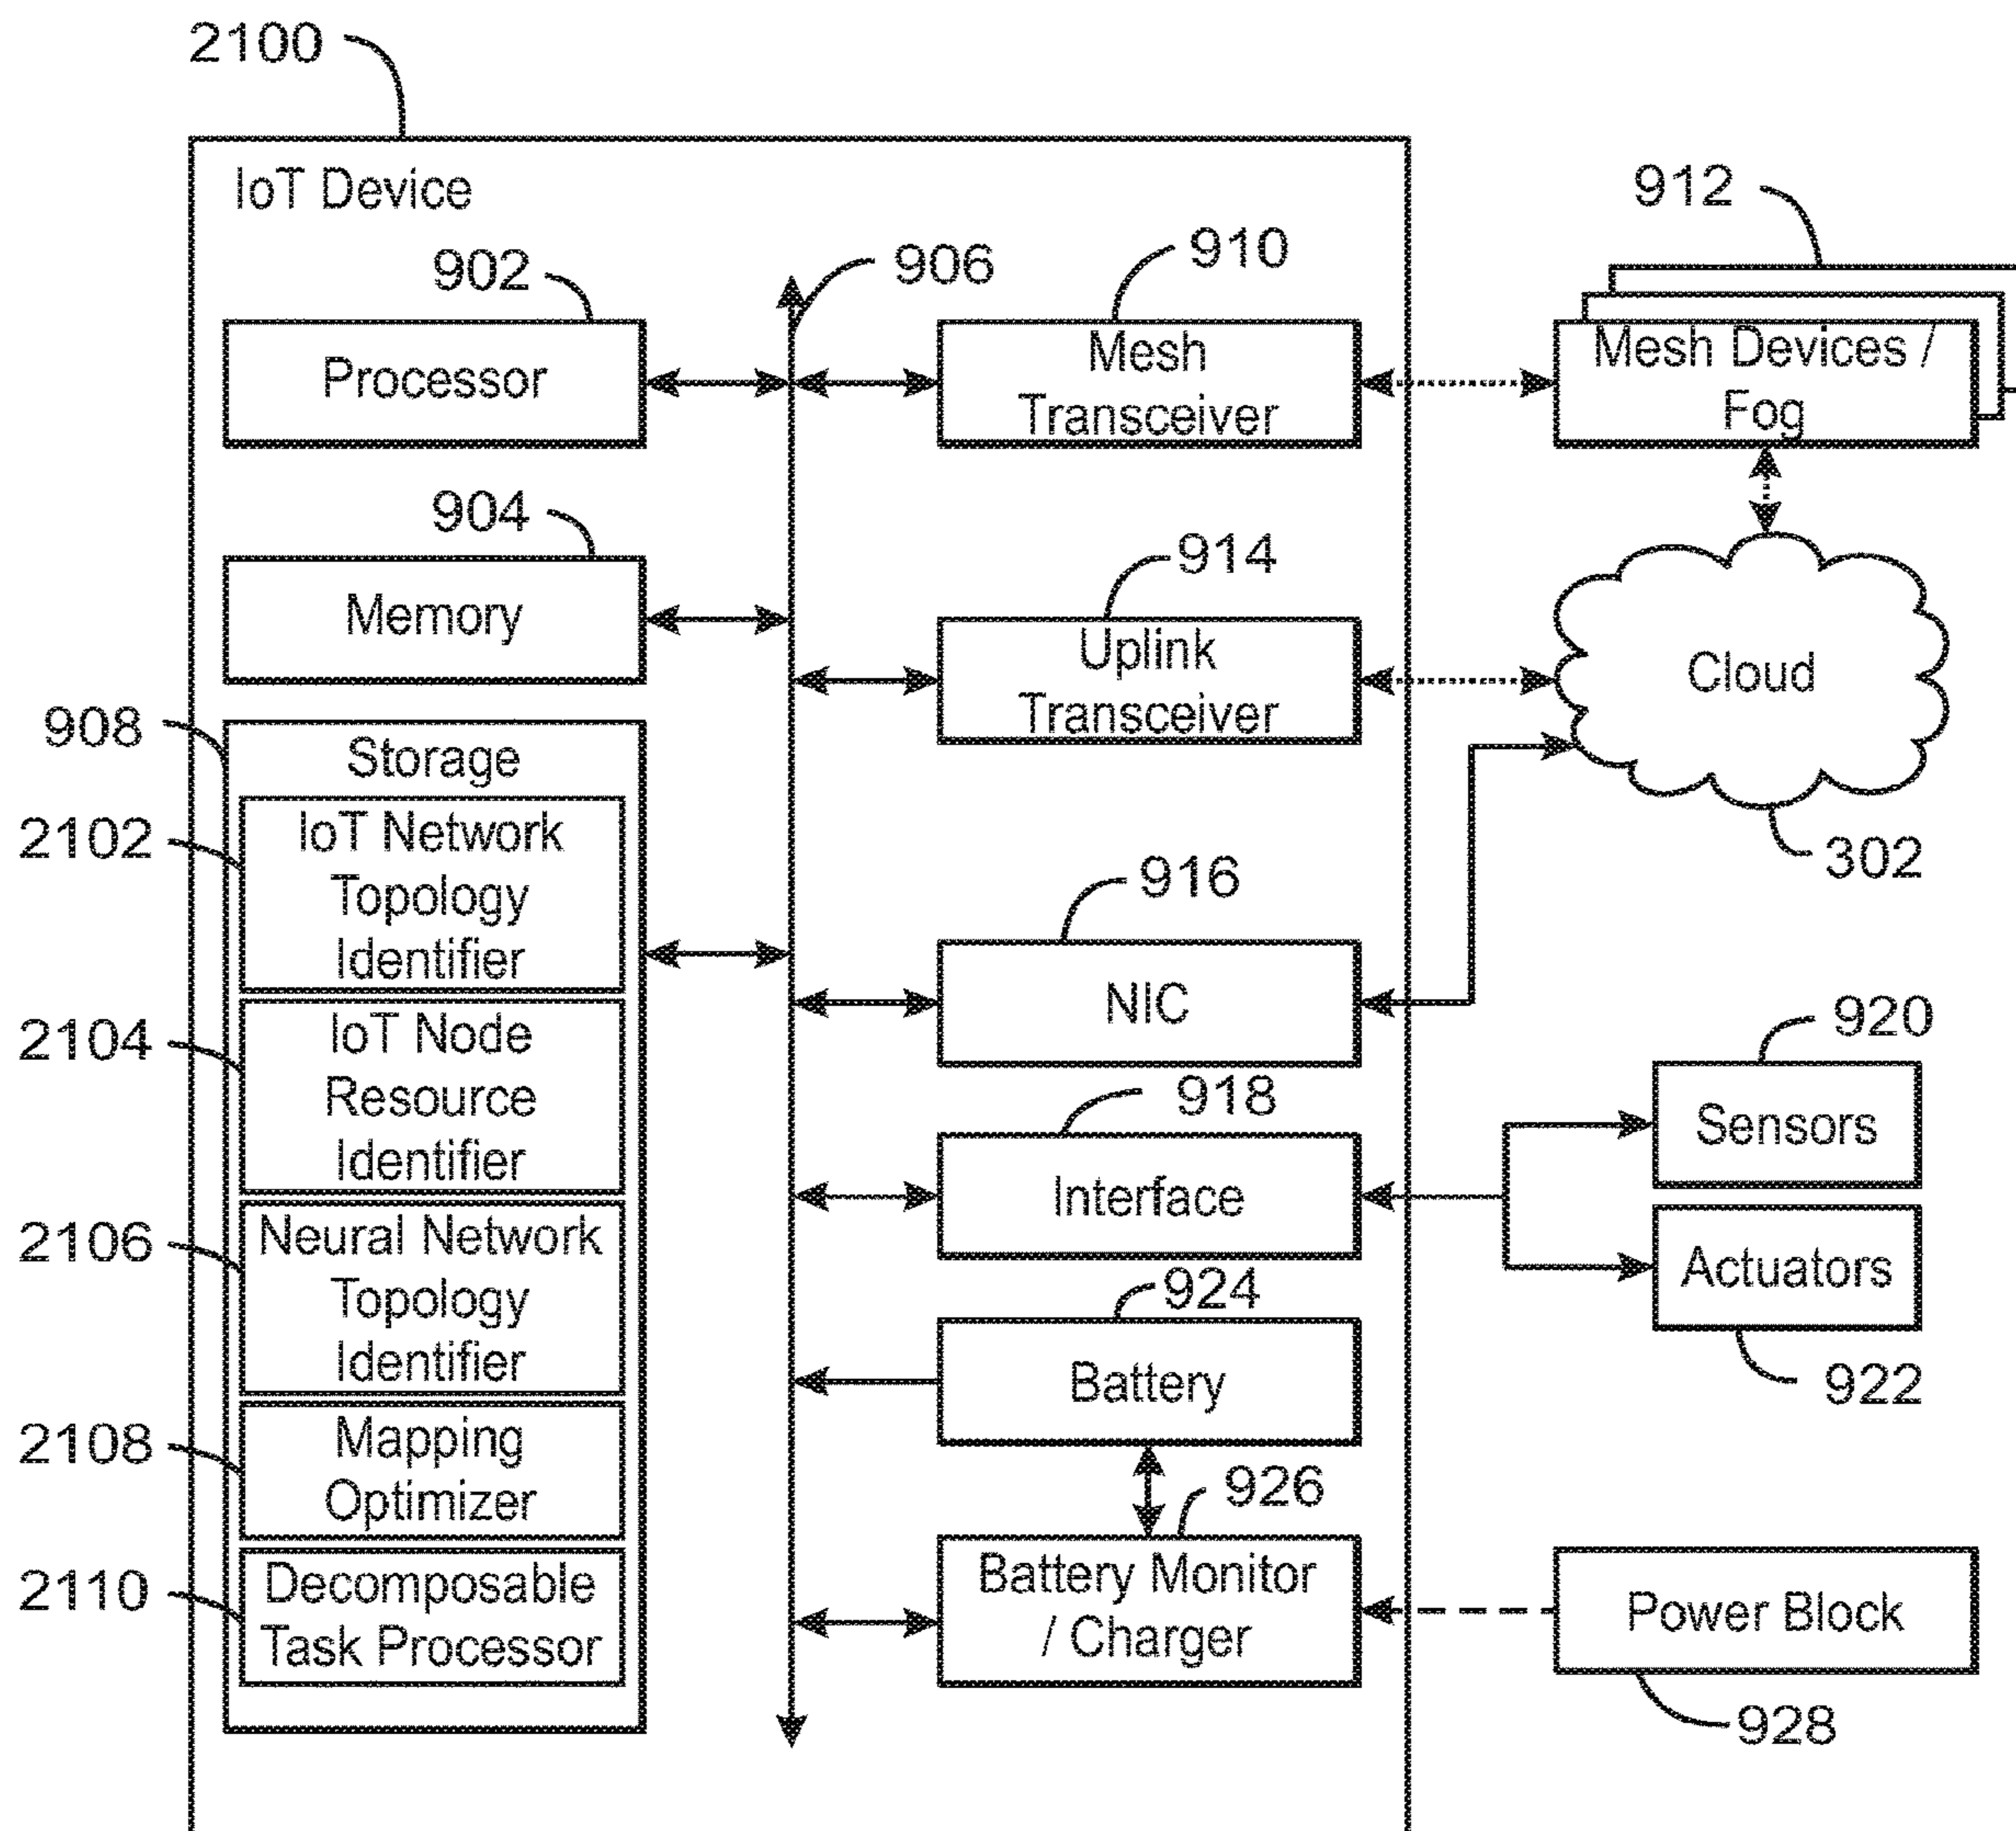 2100
IoT Device
902
906
910
912
Processor
Mesh
Transceiver
Mesh Devices /
Fog
904
914
Memory
Uplink
Transceiver
Cloud
302
908
Storage
2102
IoT Network
Topology
Identifier
916
NIC
2104
IoT Node
Resource
Identifier
918
Interface
920
Sensors
Actuators
922
2106
Neural Network
Topology
Identifier
924
Battery
2108
Mapping
Optimizer
926
Battery Monitor
/ Charger
Power Block
928
2110
Decomposable
Task Processor